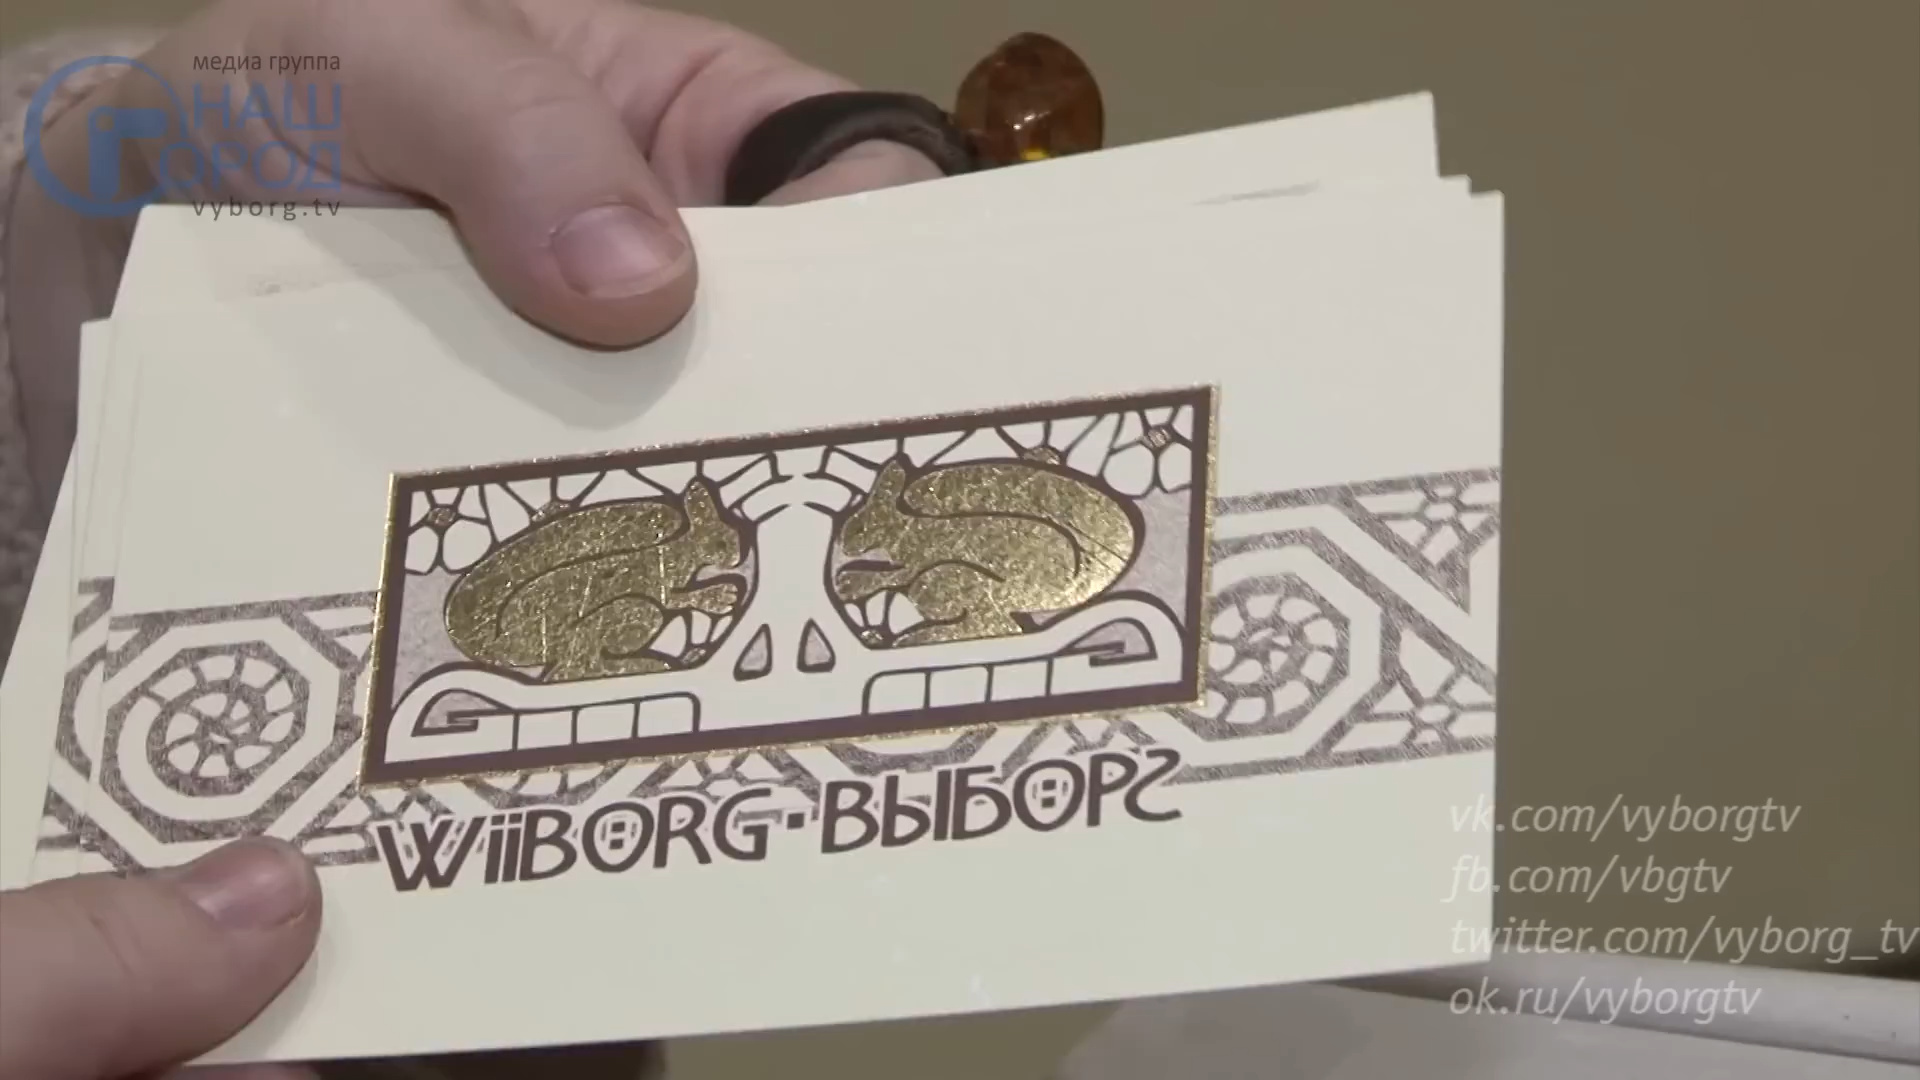 медиа группа
НАШ
ГОРОД
vyborg.tv
WiiBORG·ВЫБОРГ
vk.com/vyborgtv
fb.com/vbgtv
twitter.com/vyborg_tv
ok.ru/vyborgtv